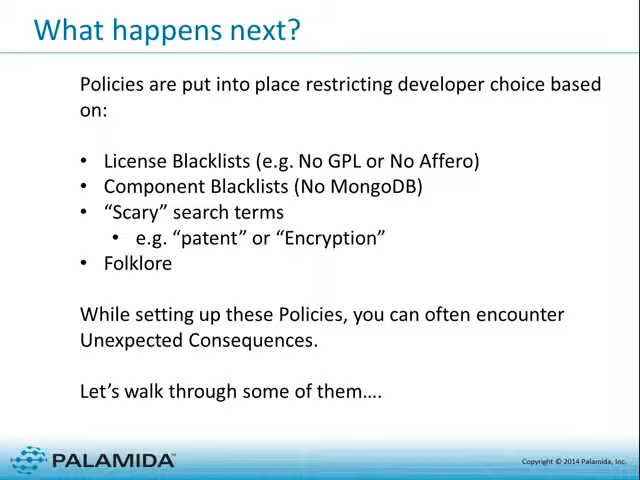 What happens next?
Policies are put into place restricting developer choice based
on:
• License Blacklists (e.g. No GPL or No Affero)
• Component Blacklists (No MongoDB)
• “Scary” search terms
• e.g. “patent” or “Encryption”
• Folklore
While setting up these Policies, you can often encounter
Unexpected Consequences.
Let’s walk through some of them….
PALAMIDA™
Copyright © 2014 Palamida, Inc.